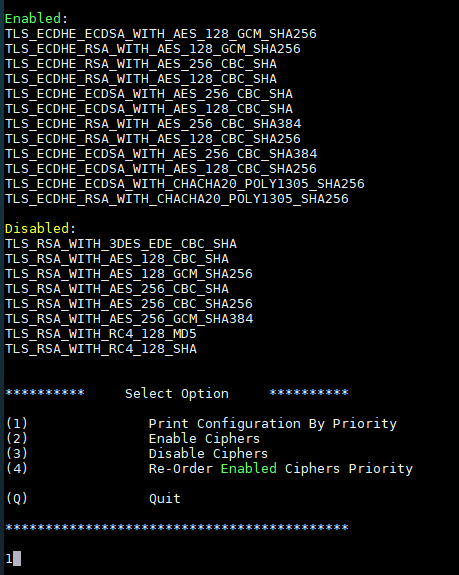 Enabled:
TLS_ECDHE_ECDSA_WITH_AES_128_GCM_SHA256
TLS_ECDHE_RSA_WITH_AES_128_GCM_SHA256
TLS_ECDHE_RSA_WITH_AES_256_CBC_SHA
TLS_ECDHE_RSA_WITH_AES_128_CBC_SHA
TLS_ECDHE_ECDSA_WITH_AES_256_CBC_SHA
TLS_ECDHE_ECDSA_WITH_AES_128_CBC_SHA
TLS_ECDHE_RSA_WITH_AES_256_CBC_SHA384
TLS_ECDHE_RSA_WITH_AES_128_CBC_SHA256
TLS_ECDHE_ECDSA_WITH_AES_256_CBC_SHA384
TLS_ECDHE_ECDSA_WITH_AES_128_CBC_SHA256
TLS_ECDHE_ECDSA_WITH_CHACHA20_POLY1305_SHA256
TLS_ECDHE_RSA_WITH_CHACHA20_POLY1305_SHA256
Disabled:
TLS_RSA_WITH_3DES_EDE_CBC_SHA
TLS_RSA_WITH_AES_128_CBC_SHA
TLS_RSA_WITH_AES_128_GCM_SHA256
TLS_RSA_WITH_AES_256_CBC_SHA
TLS_RSA_WITH_AES_256_CBC_SHA256
TLS_RSA_WITH_AES_256_GCM_SHA384
TLS_RSA_WITH_RC4_128_MD5
TLS_RSA_WITH_RC4_128_SHA
********** Select Option **********
(1) Print Configuration By Priority
(2) Enable Ciphers
(3) Disable Ciphers
(4) Re-Order Enabled Ciphers Priority
(Q) Quit
*******************************************
1